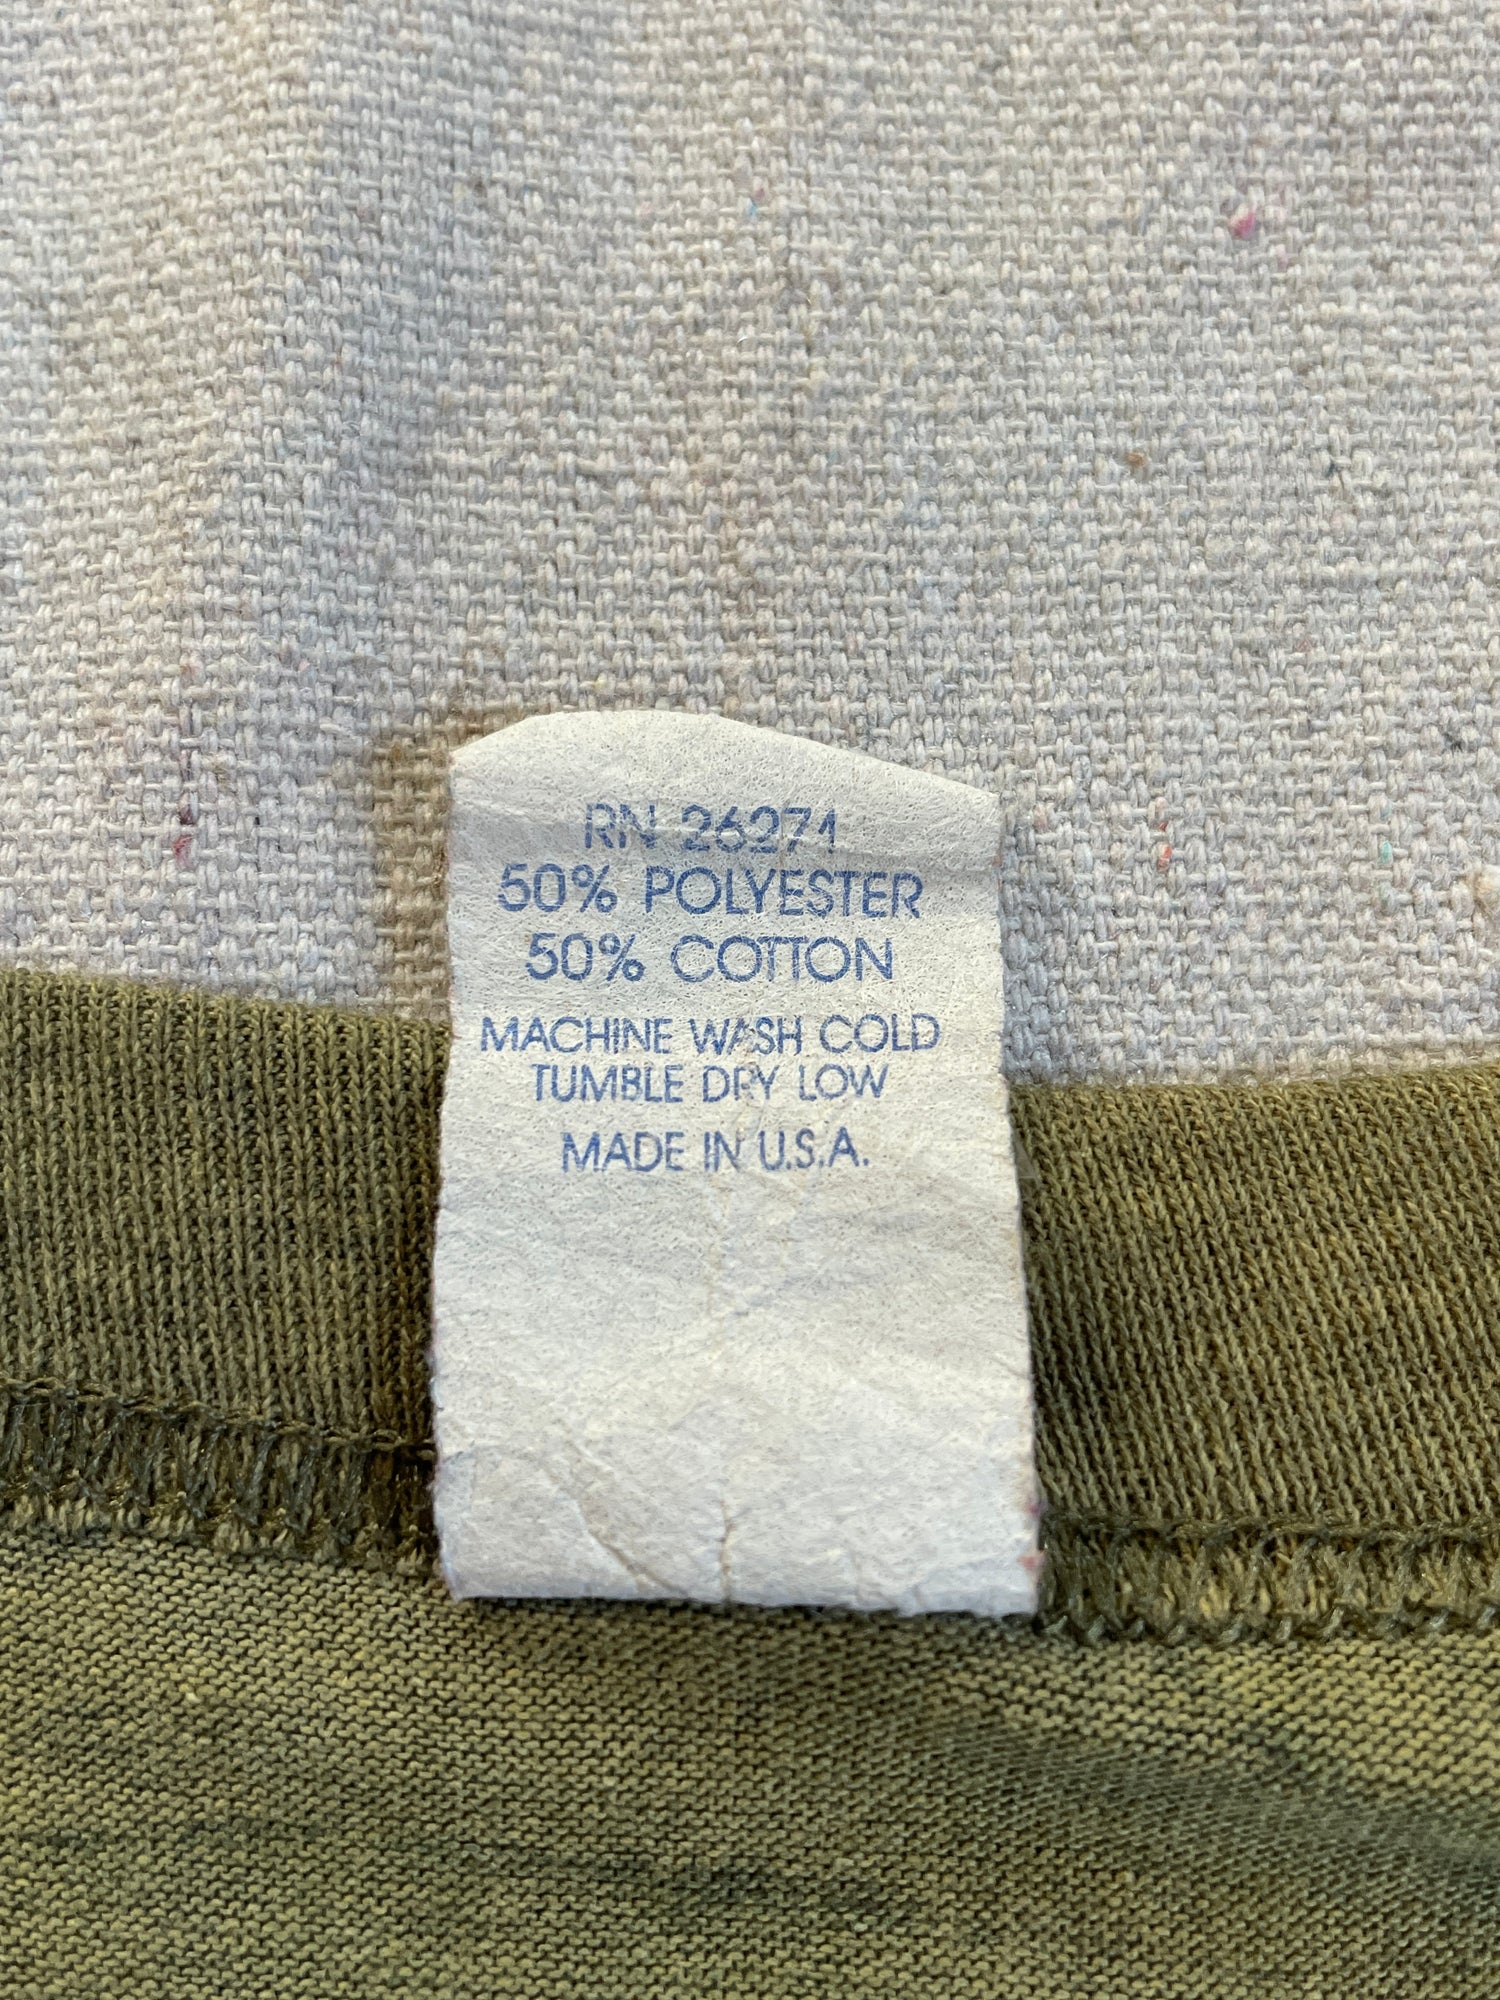 RN 26271
50% POLYESTER
50% COTTON
MACHINE WASH COLD
TUMBLE DRY LOW
MADE IN U.S.A.